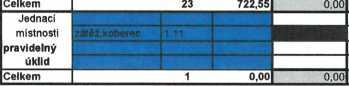 Celkem 23 722,55 0,00
Jednací
místnosti zátěž.koberec 1.11
pravidelný
úklid
Celkem 1 0,00 0,00